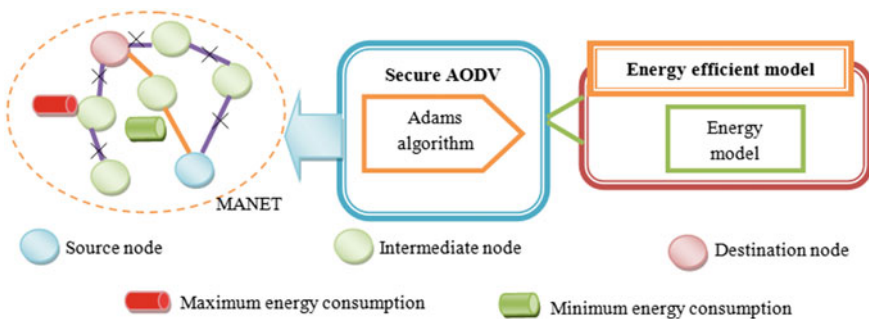 Secure AODV
Adams
algorithm
Energy efficient model
Energy
model
MANET
Source node
Intermediate node
Destination node
Maximum energy consumption
Minimum energy consumption